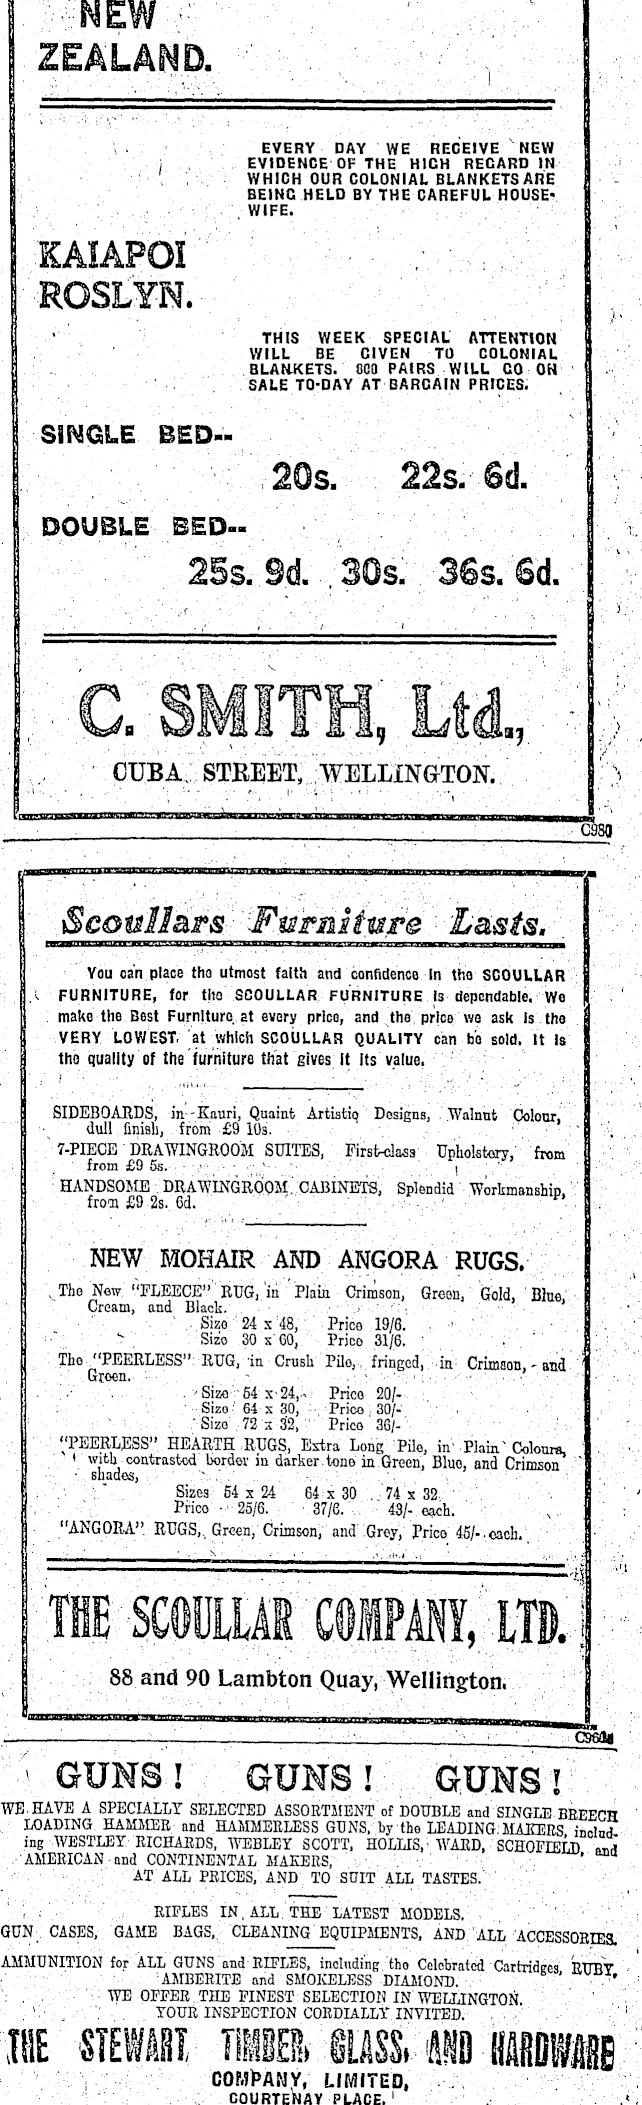 NEW
ZEALAND.
EVERY DAY WE RECEIVE NEW
EVIDENCE OF THE HIGH REGARD IN
WHICH OUR COLONIAL BLANKETS ARE
BEING HELD BY THE CAREFUL HOUSE-
WIFE.
KAIAPOI
ROSLYN.
THIS WEEK SPECIAL ATTENTION
WILL BE GIVEN TO COLONIAL
BLANKETS. 800 PAIRS WILL GO ON
SALE TO-DAY AT BARGAIN PRICES.
SINGLE BED--
20s. 22s. 6d.
DOUBLE BED--
25s. 9d. 30s. 36s. 6d.
C. SMITH, Ltd.,
CUBA STREET, WELLINGTON.
C980
Scoullars Furniture Lasts.
You can place the utmost faith and confidence in the SCOULLAR
FURNITURE, for the SCOULLAR FURNITURE is dependable. We
make the Best Furniture at every price, and the price we ask is the
VERY LOWEST at which SCOULLAR QUALITY can be sold. It is
the quality of the furniture that gives it its value.
SIDEBOARDS, in Kauri, Quaint Artistic Designs, Walnut Colour,
dull finish, from £9 10s.
7-PIECE DRAWINGROOM SUITES, First-class Upholstery, from
from £9 5s.
HANDSOME DRAWINGROOM CABINETS, Splendid Workmanship,
from £9 2s. 6d.
NEW MOHAIR AND ANGORA RUGS.
The New "FLEECE" RUG, in Plain Crimson, Green, Gold, Blue,
Cream, and Black.
Size 24 x 48, Price 19/6.
Size 30 x 60, Price 31/6.
The "PEERLESS" RUG, in Crush Pile, fringed, in Crimson, and
Green.
Size 54 x 24, Price 20/-
Size 64 x 30, Price 30/-
Size 72 x 32, Price 36/-
"PEERLESS" HEARTH RUGS, Extra Long Pile, in Plain Colours,
with contrasted border in darker tone in Green, Blue, and Crimson
shades,
Sizes 54 x 24 64 x 30 74 x 32
Price 25/6. 37/6. 43/- each.
"ANGORA" RUGS, Green, Crimson, and Grey, Price 45/- each.
THE SCOULLAR COMPANY, LTD.
88 and 90 Lambton Quay, Wellington.
GUNS! GUNS! GUNS!
WE HAVE A SPECIALLY SELECTED ASSORTMENT of DOUBLE and SINGLE BREECH
LOADING HAMMER and HAMMERLESS GUNS, by the LEADING MAKERS, includ-
ing WESTLEY RICHARDS, WEBLEY SCOTT, HOLLIS, WARD, SCHOFIELD, and
AMERICAN and CONTINENTAL MAKERS,
AT ALL PRICES, AND TO SUIT ALL TASTES.
RIFLES IN ALL THE LATEST MODELS.
GUN CASES, GAME BAGS, CLEANING EQUIPMENTS, AND ALL ACCESSORIES.
AMMUNITION for ALL GUNS and RIFLES, including the Celebrated Cartridges, RUBY,
AMBERITE and SMOKELESS DIAMOND.
WE OFFER THE FINEST SELECTION IN WELLINGTON.
YOUR INSPECTION CORDIALLY INVITED.
THE STEWART TIMBER, GLASS, AND HARDWARE
COMPANY, LIMITED,
COURTENAY PLACE.